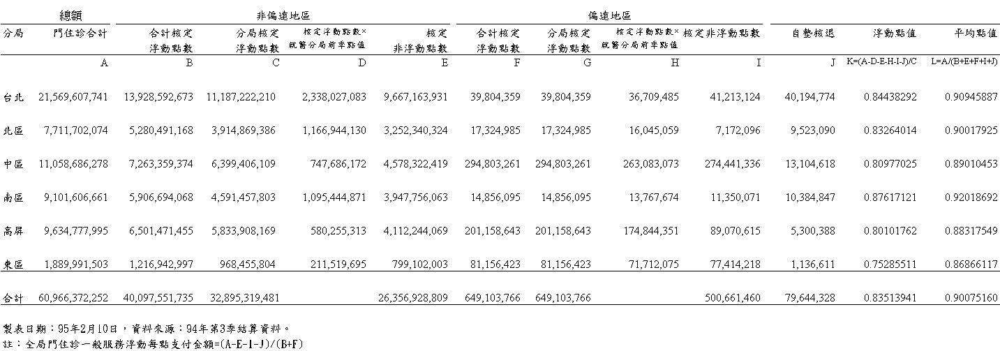 總額 非偏遠地區 偏遠地區
分局 門住診合計 合計核定浮動點數 分局核定浮動點數 核定浮動點數×就醫分局前季點值 核定非浮動點數 合計核定浮動點數 分局核定浮動點數 核定浮動點數×就醫分局前季點值 核定非浮動點數 自墊核退 浮動點值 平均點值
A B C D E F G H I J K=(A-D-E-H-I-J)/C L=A/(B+E+F+I+J)
台北 21,569,607,741 13,928,592,673 11,187,222,210 2,338,027,083 9,667,163,931 39,804,359 39,804,359 36,709,485 41,213,124 40,194,774 0.84438292 0.90945887
北區 7,711,702,074 5,280,491,168 3,914,869,386 1,166,944,130 3,252,340,324 17,324,985 17,324,985 16,045,059 7,172,096 9,523,090 0.83264014 0.90017925
中區 11,058,686,278 7,263,359,374 6,399,406,109 747,686,172 4,578,322,419 294,803,261 294,803,261 263,083,073 274,441,336 13,104,618 0.80977025 0.89010453
南區 9,101,606,661 5,906,694,068 4,591,457,803 1,095,444,871 3,947,756,063 14,856,095 14,856,095 13,767,674 11,350,071 10,384,847 0.87617121 0.92018692
高屏 9,634,777,995 6,501,471,455 5,833,908,169 580,255,313 4,112,244,069 201,158,643 201,158,643 174,844,351 89,070,615 5,300,388 0.80101762 0.88317549
東區 1,889,991,503 1,216,942,997 968,455,804 211,519,695 799,102,003 81,156,423 81,156,423 71,712,075 77,414,218 1,136,611 0.75285511 0.86866117
合計 60,966,372,252 40,097,551,735 32,895,319,481 26,356,928,809 649,103,766 649,103,766 500,661,460 79,644,328 0.83513941 0.90075160
製表日期：95年2月10日，資料來源：94年第3季結算資料。
註：全局門住診一般服務浮動每點支付金額=(A-E-I-J)/(B+F)